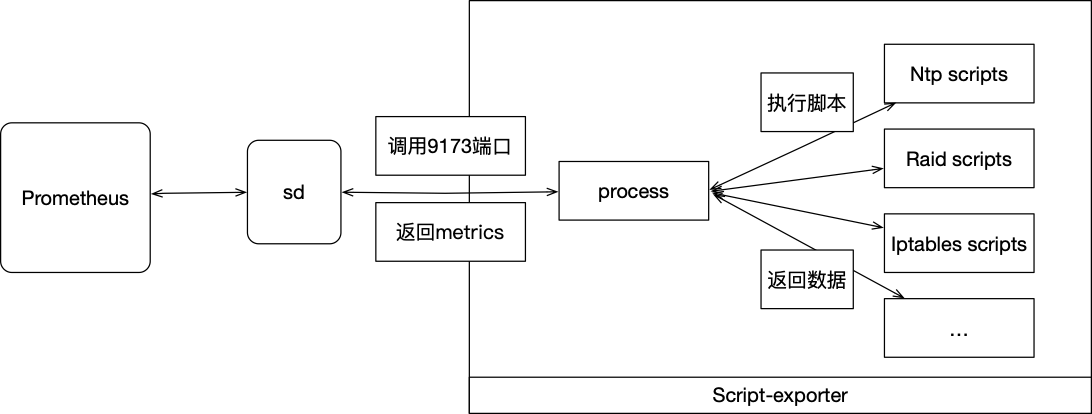 Prometheus
sd
调用9173端口
返回metrics
process
执行脚本
返回数据
Ntp scripts
Raid scripts
Iptables scripts
...
Script-exporter